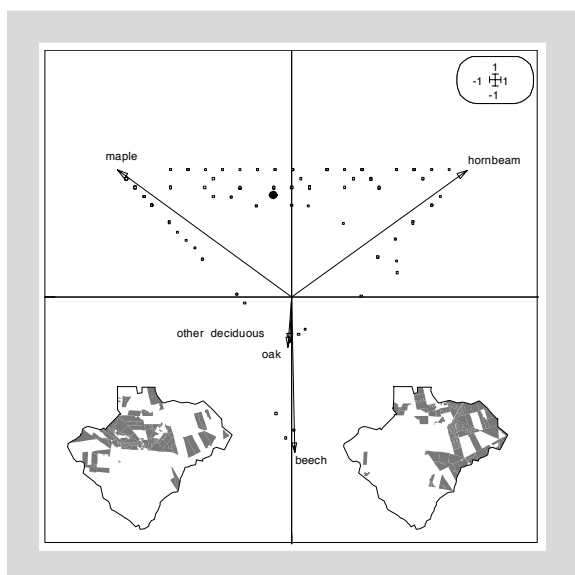 1
-1 1
-1
maple
hornbeam
other deciduous
oak
beech